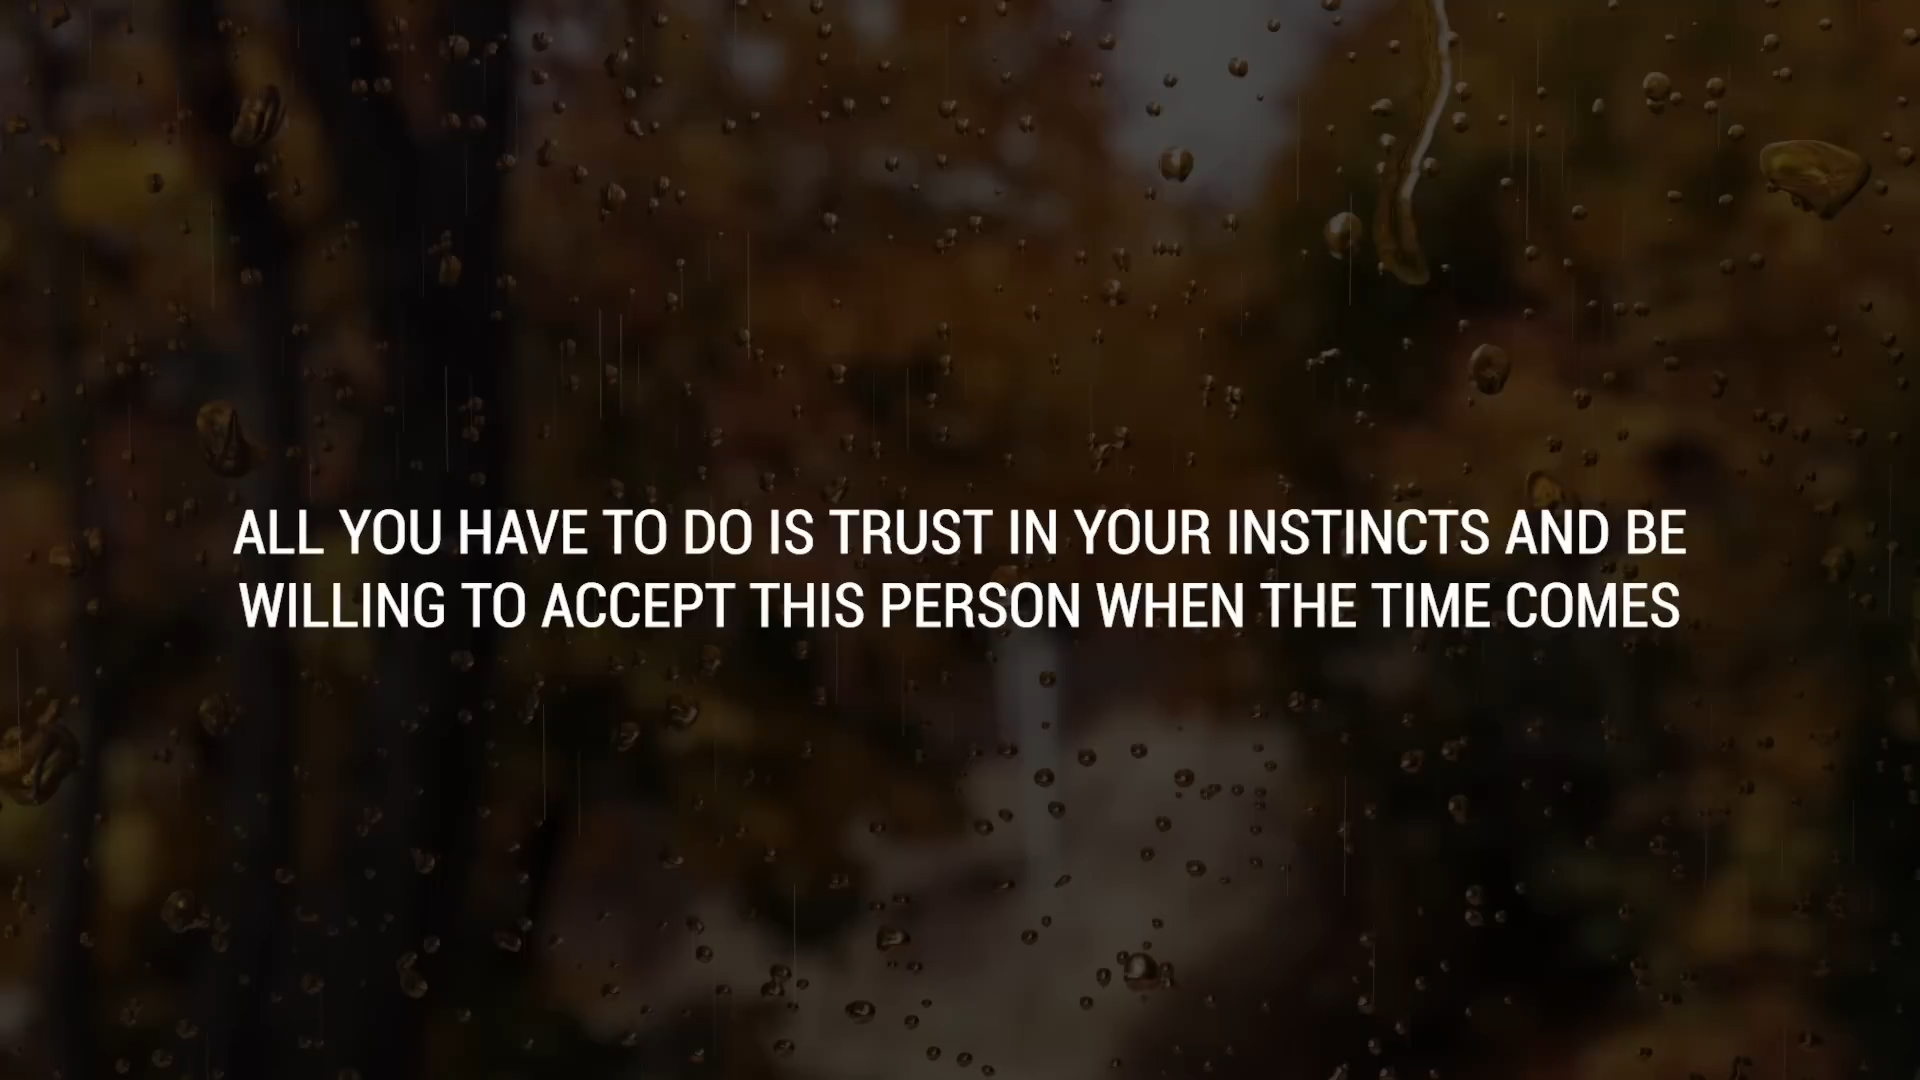 ALL YOU HAVE TO DO IS TRUST IN YOUR INSTINCTS AND BE
WILLING TO ACCEPT THIS PERSON WHEN THE TIME COMES